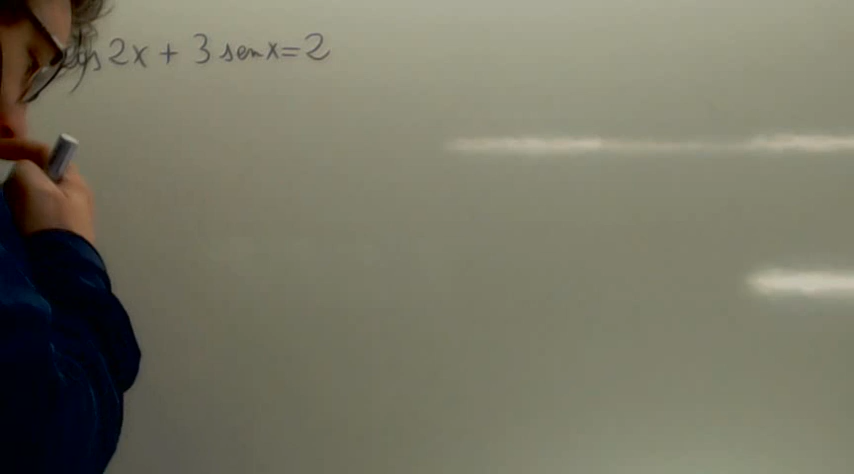 cos 2x + 3 sen x = 2